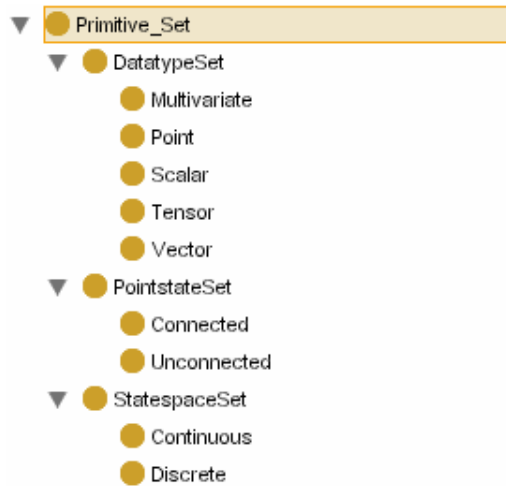 Primitive_Set
DatatypeSet
Multivariate
Point
Scalar
Tensor
Vector
PointstateSet
Connected
Unconnected
StatespaceSet
Continuous
Discrete